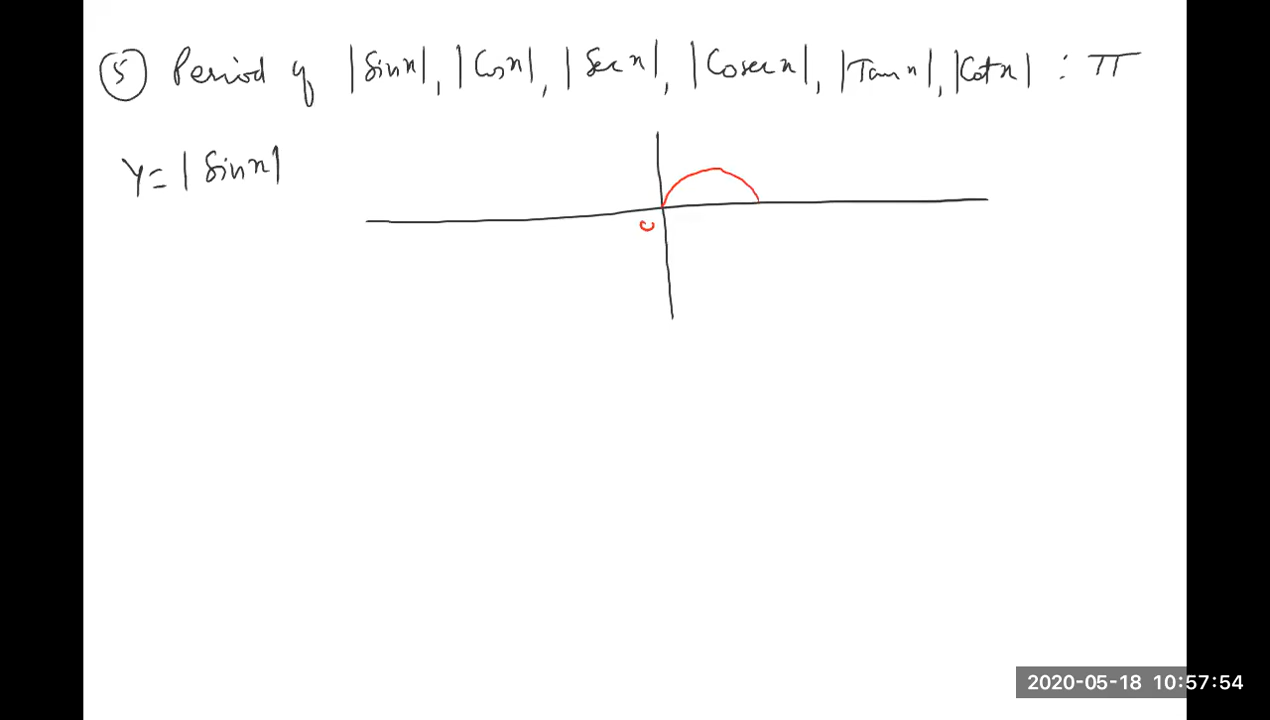 ⑤ Period of |Sinx|, |Cosx|, |Secx|, |Cosecx|, |Tanx|, |Cotx| : π
Y = |Sinx|
0
2020-05-18 10:57:54